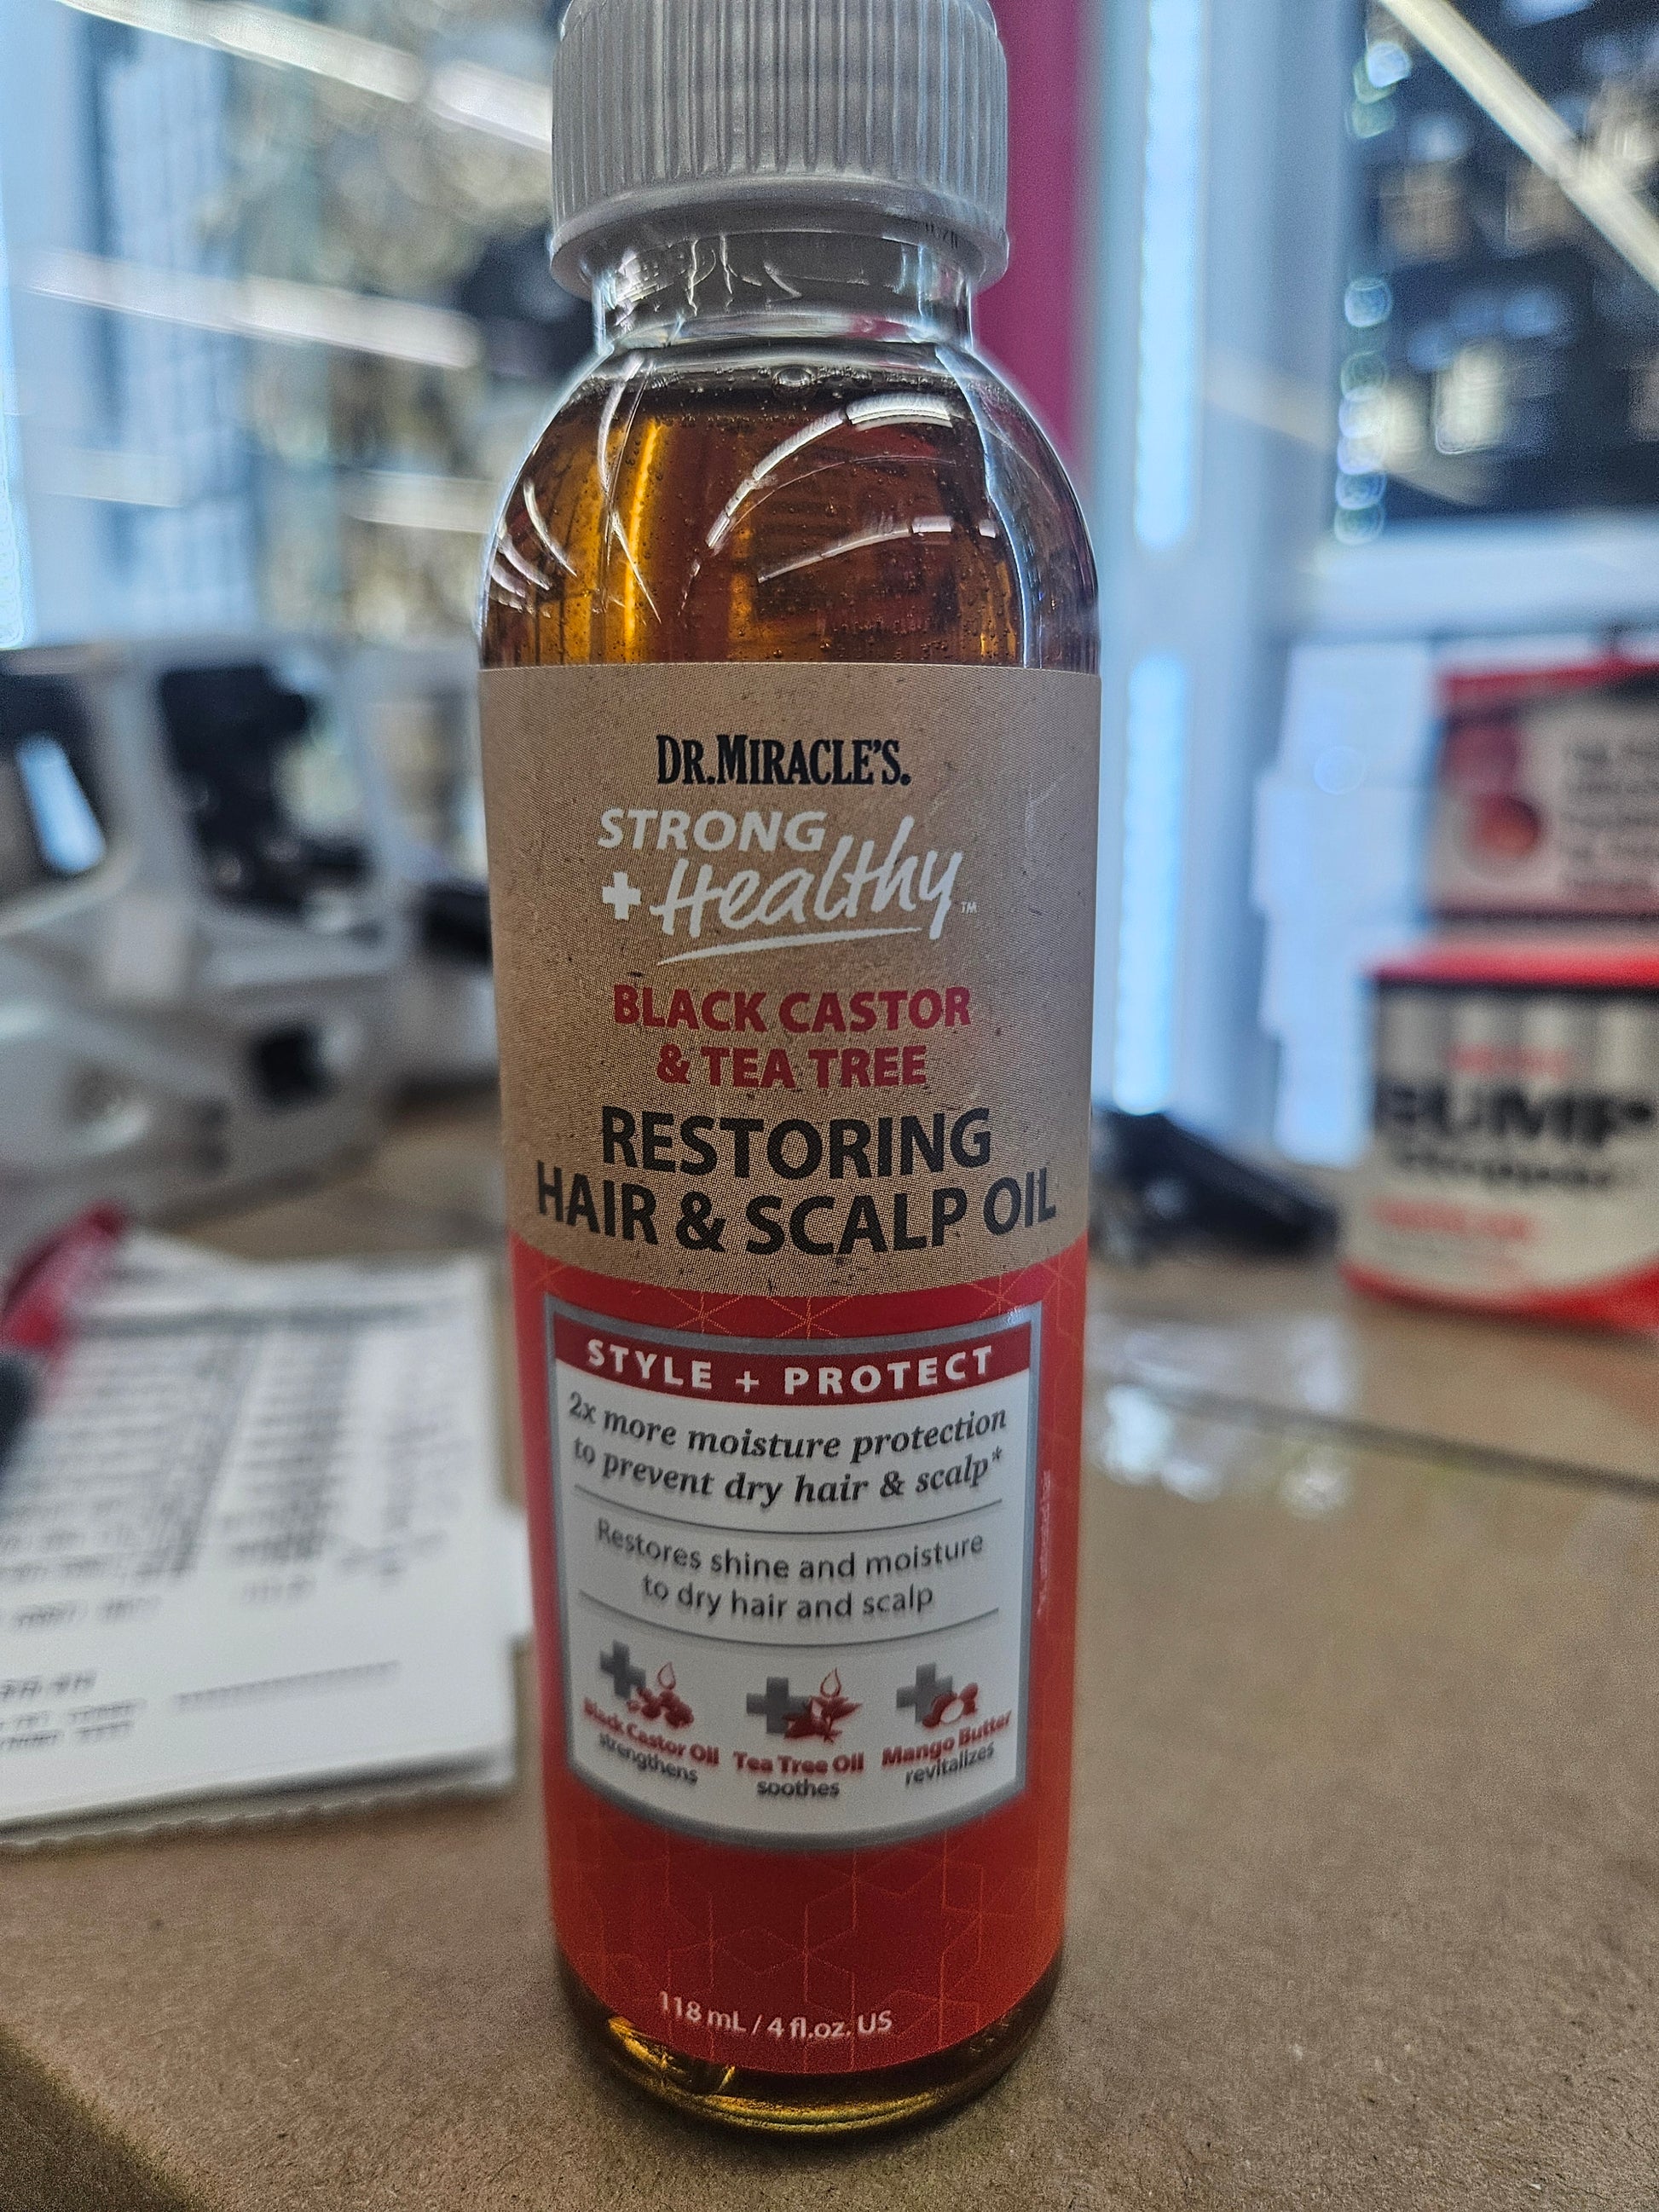 DR.MIRACLE'S.
STRONG
+Healthy™
BLACK CASTOR
& TEA TREE
RESTORING
HAIR & SCALP OIL
STYLE + PROTECT
2x more moisture protection
to prevent dry hair & scalp*
Restores shine and moisture
to dry hair and scalp
Black Castor Oil
strengthens
Tea Tree Oil
soothes
Mango Butter
revitalizes
118 mL / 4 fl.oz. US
BUMP